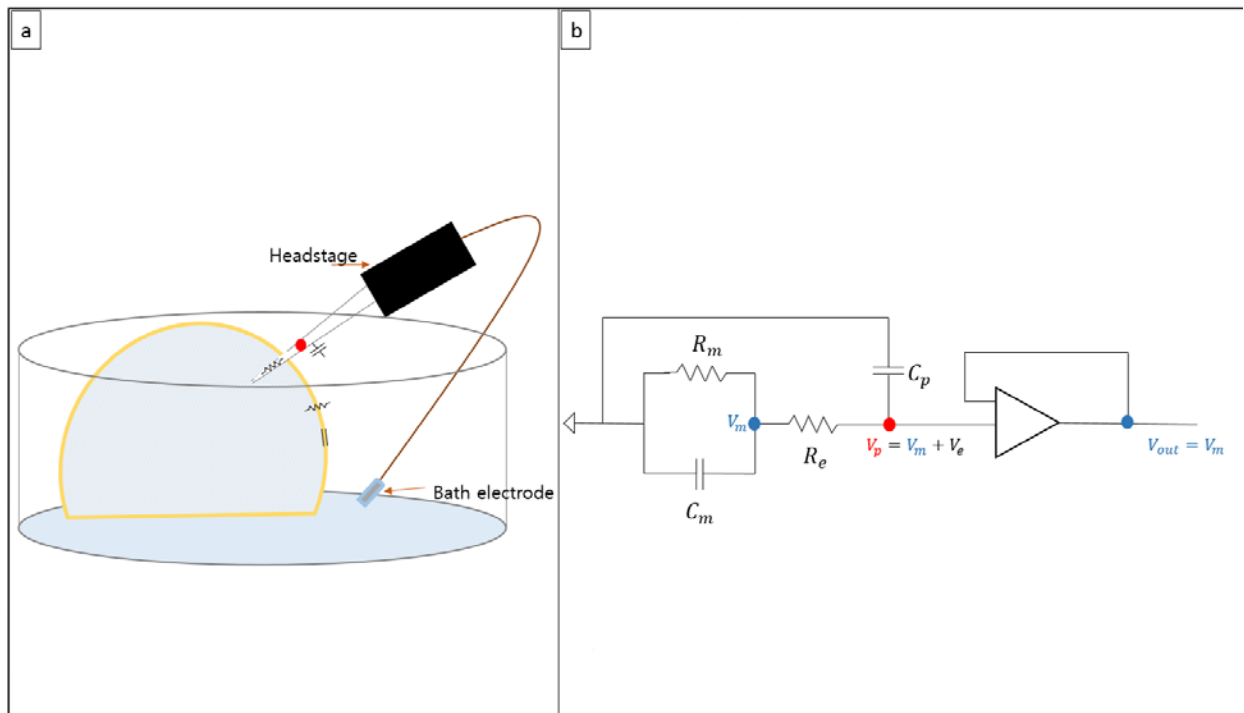 a
Headstage
Bath electrode
b
R_m
C_p
V_m
R_e
V_p = V_m + V_e
V_out = V_m
C_m